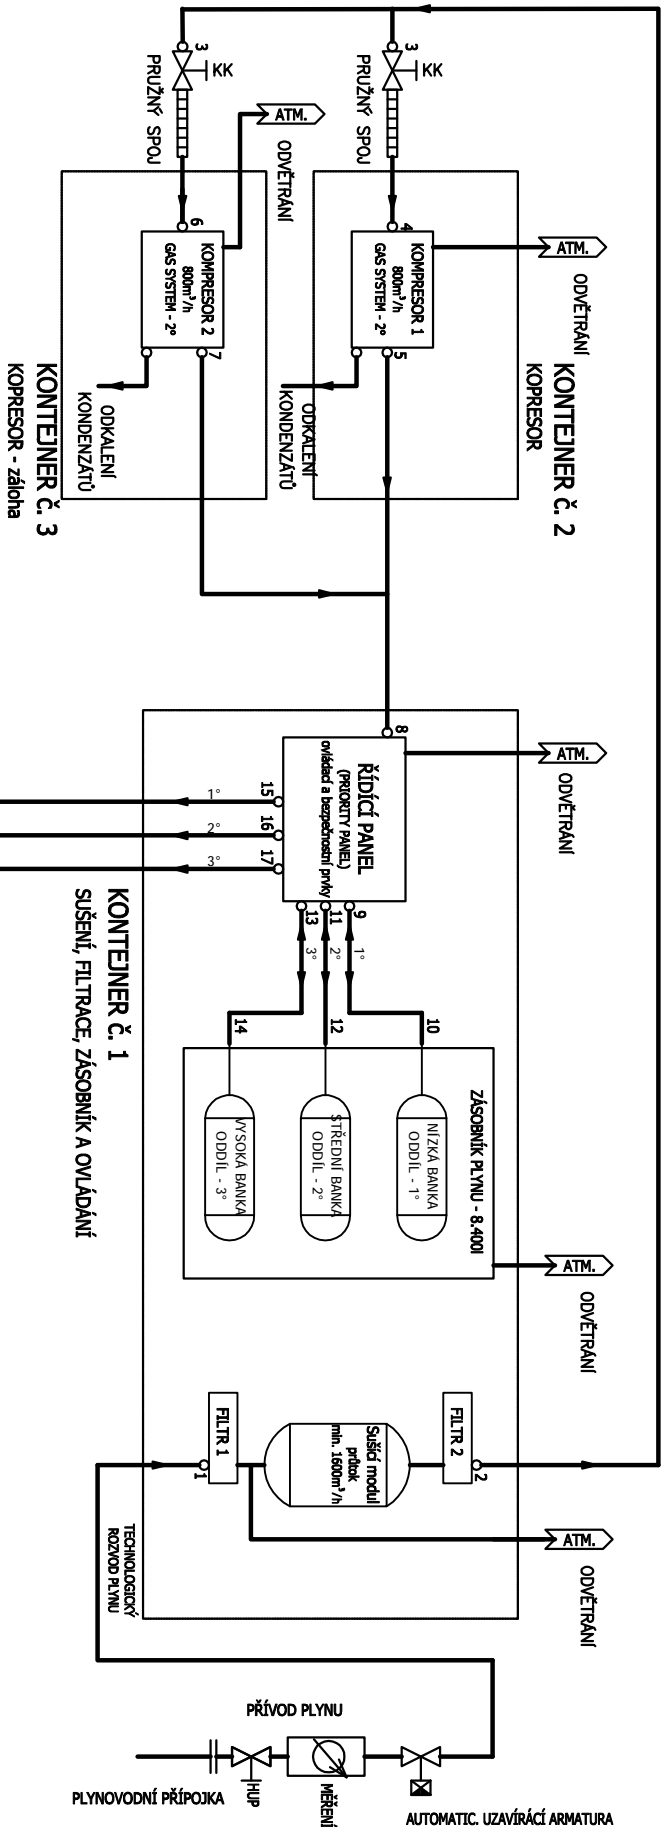 3
KK
PRUŽNÝ SPOJ
3
KK
PRUŽNÝ SPOJ
ATM.
ODVĚTRÁNÍ
ATM.
ODVĚTRÁNÍ
6
KOMPRESOR 2
800m³/h
GAS SYSTEM - 2°
7
ODKALENÍ
KONDENZÁTŮ
4
KOMPRESOR 1
800m³/h
GAS SYSTEM - 2°
5
ODKALENÍ
KONDENZÁTŮ
KONTEJNER Č. 3
KOPRESOR - záloha
KONTEJNER Č. 2
KOPRESOR
8
ATM.
ODVĚTRÁNÍ
ŘÍDÍCÍ PANEL
(PRIORITY PANEL)
ovládací a bezpečnostní prvky
15
1°
16
2°
17
3°
13
3°
11
2°
9
1°
14
12
10
KONTEJNER Č. 1
SUŠENÍ, FILTRACE, ZÁSOBNÍK A OVLÁDÁNÍ
ZÁSOBNÍK PLYNU - 8.400l
NÍZKÁ BANKA
ODDÍL - 1°
STŘEDNÍ BANKA
ODDÍL - 2°
VYSOKÁ BANKA
ODDÍL - 3°
ATM.
ODVĚTRÁNÍ
FILTR 1
1
Sušící modul
průtok
min. 1600m³/h
FILTR 2
2
ATM.
ODVĚTRÁNÍ
TECHNOLOGICKÝ
ROZVOD PLYNU
PŘÍVOD PLYNU
HUP
MĚŘENÍ
PLYNOVODNÍ PŘÍPOJKA
AUTOMATIC. UZAVÍRÁCÍ ARMATURA